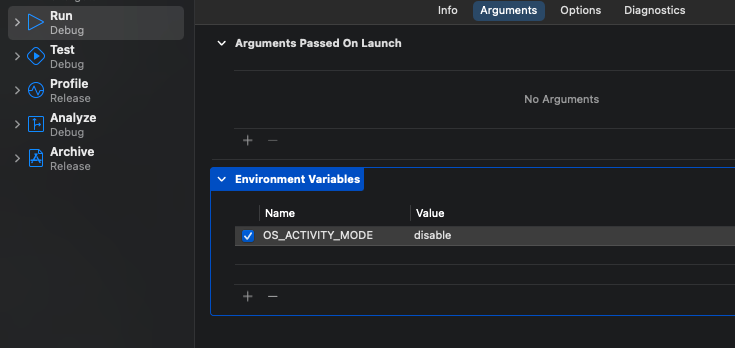 Run
Debug
Test
Debug
Profile
Release
Analyze
Debug
Archive
Release
Info Arguments Options Diagnostics
Arguments Passed On Launch
No Arguments
Environment Variables
Name Value
OS_ACTIVITY_MODE disable